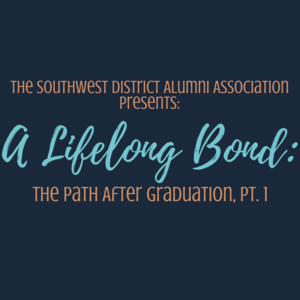 The Southwest District Alumni Association
Presents:
A Lifelong Bond:
The Path After Graduation, Pt. 1